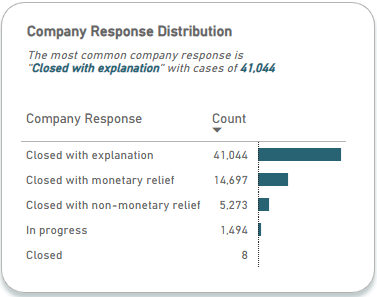 Company Response Distribution
The most common company response is
"Closed with explanation" with cases of 41,044
Company Response Count
Closed with explanation 41,044
Closed with monetary relief 14,697
Closed with non-monetary relief 5,273
In progress 1,494
Closed 8